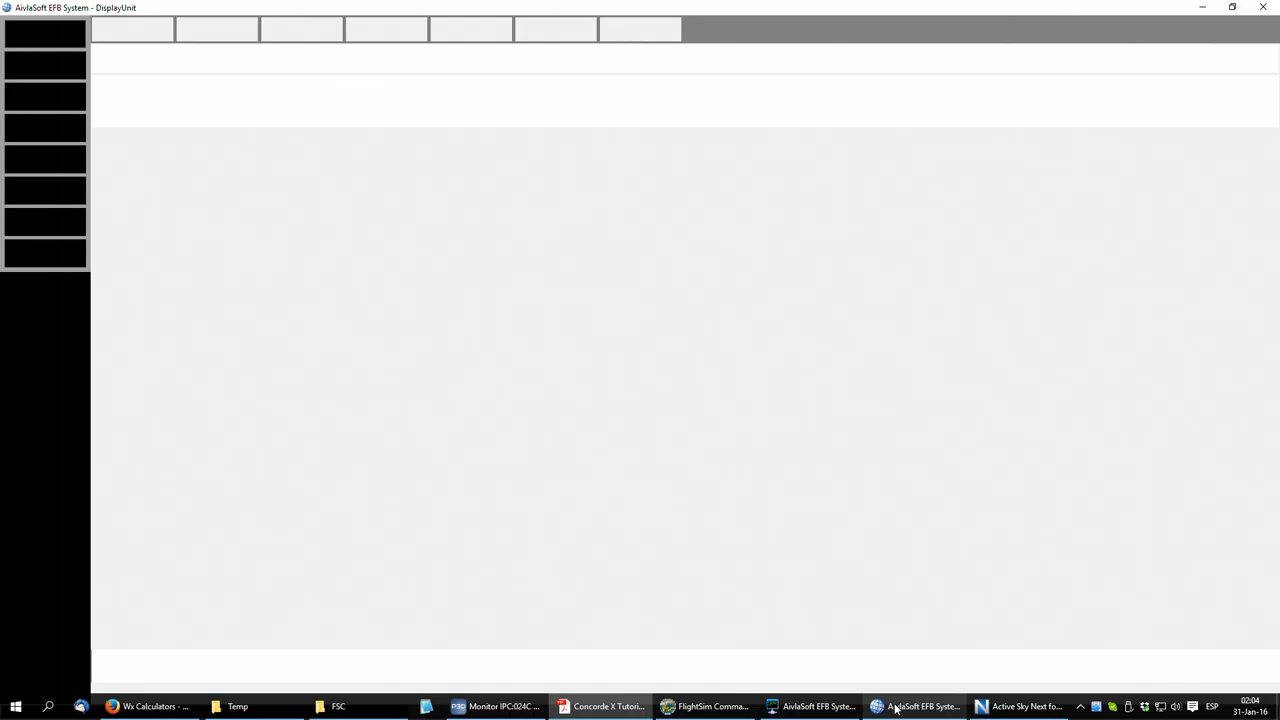 AivlaSoft EFB System - DisplayUnit
Wx Calculators - ...
Temp
FSC
P3D
Monitor IPC:024C ...
Concorde X Tutori...
FlightSim Comma...
AivlaSoft EFB Syste...
AivlaSoft EFB Syste...
Active Sky Next fo...
ESP
02:04
31-Jan-16